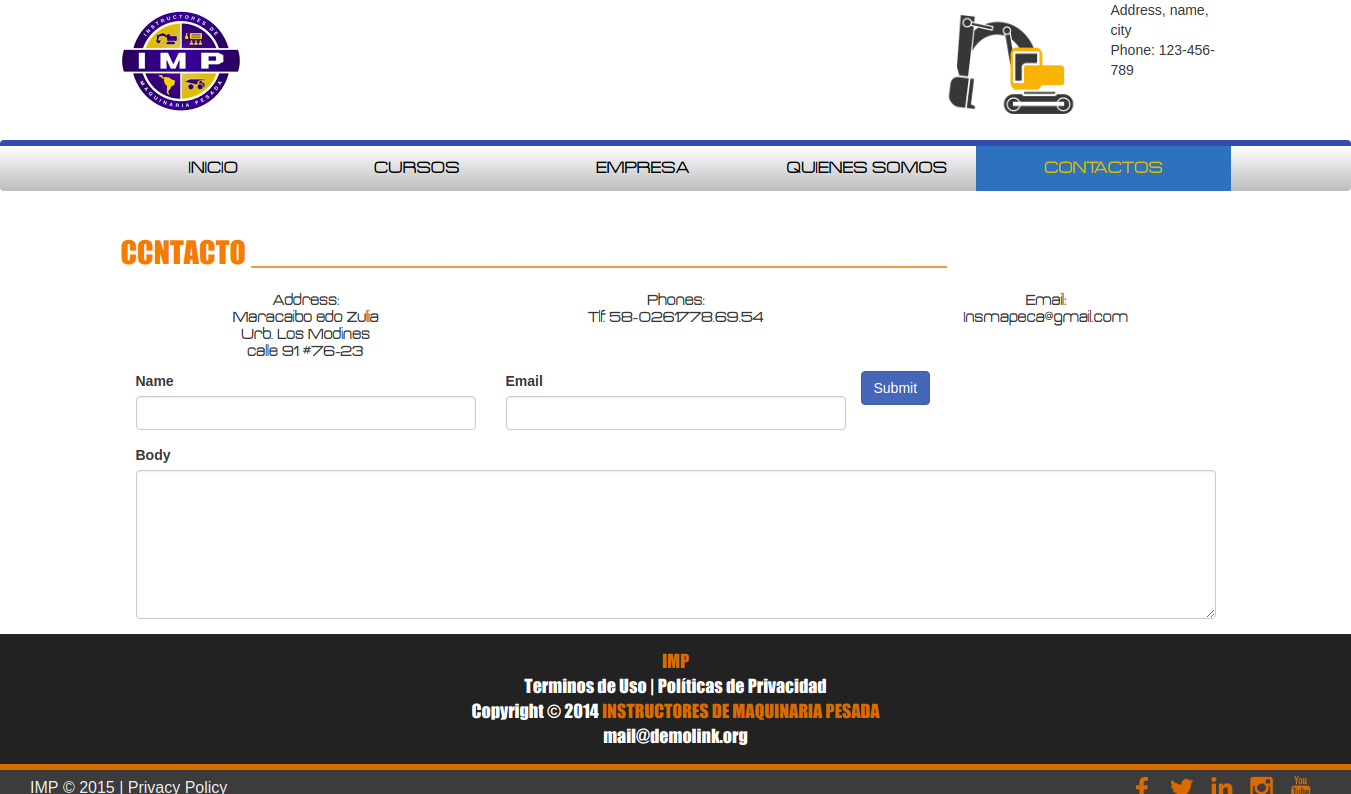 INSTRUCTORES DE
IMP
MAQUINARIA PESADA
Address, name,
city
Phone: 123-456-
789
INICIO
CURSOS
EMPRESA
QUIENES SOMOS
CONTACTOS
CCNTACTO
Address:
Maracaibo edo Zulia
Urb. Los Modines
calle 91 #76-23
Phones:
Tlf: 58-0261778.69.54
Email:
Insmapeca@gmail.com
Name
Email
Submit
Body
IMP
Terminos de Uso | Políticas de Privacidad
Copyright © 2014 INSTRUCTORES DE MAQUINARIA PESADA
mail@demolink.org
IMP © 2015 | Privacy Policy
You
Tube